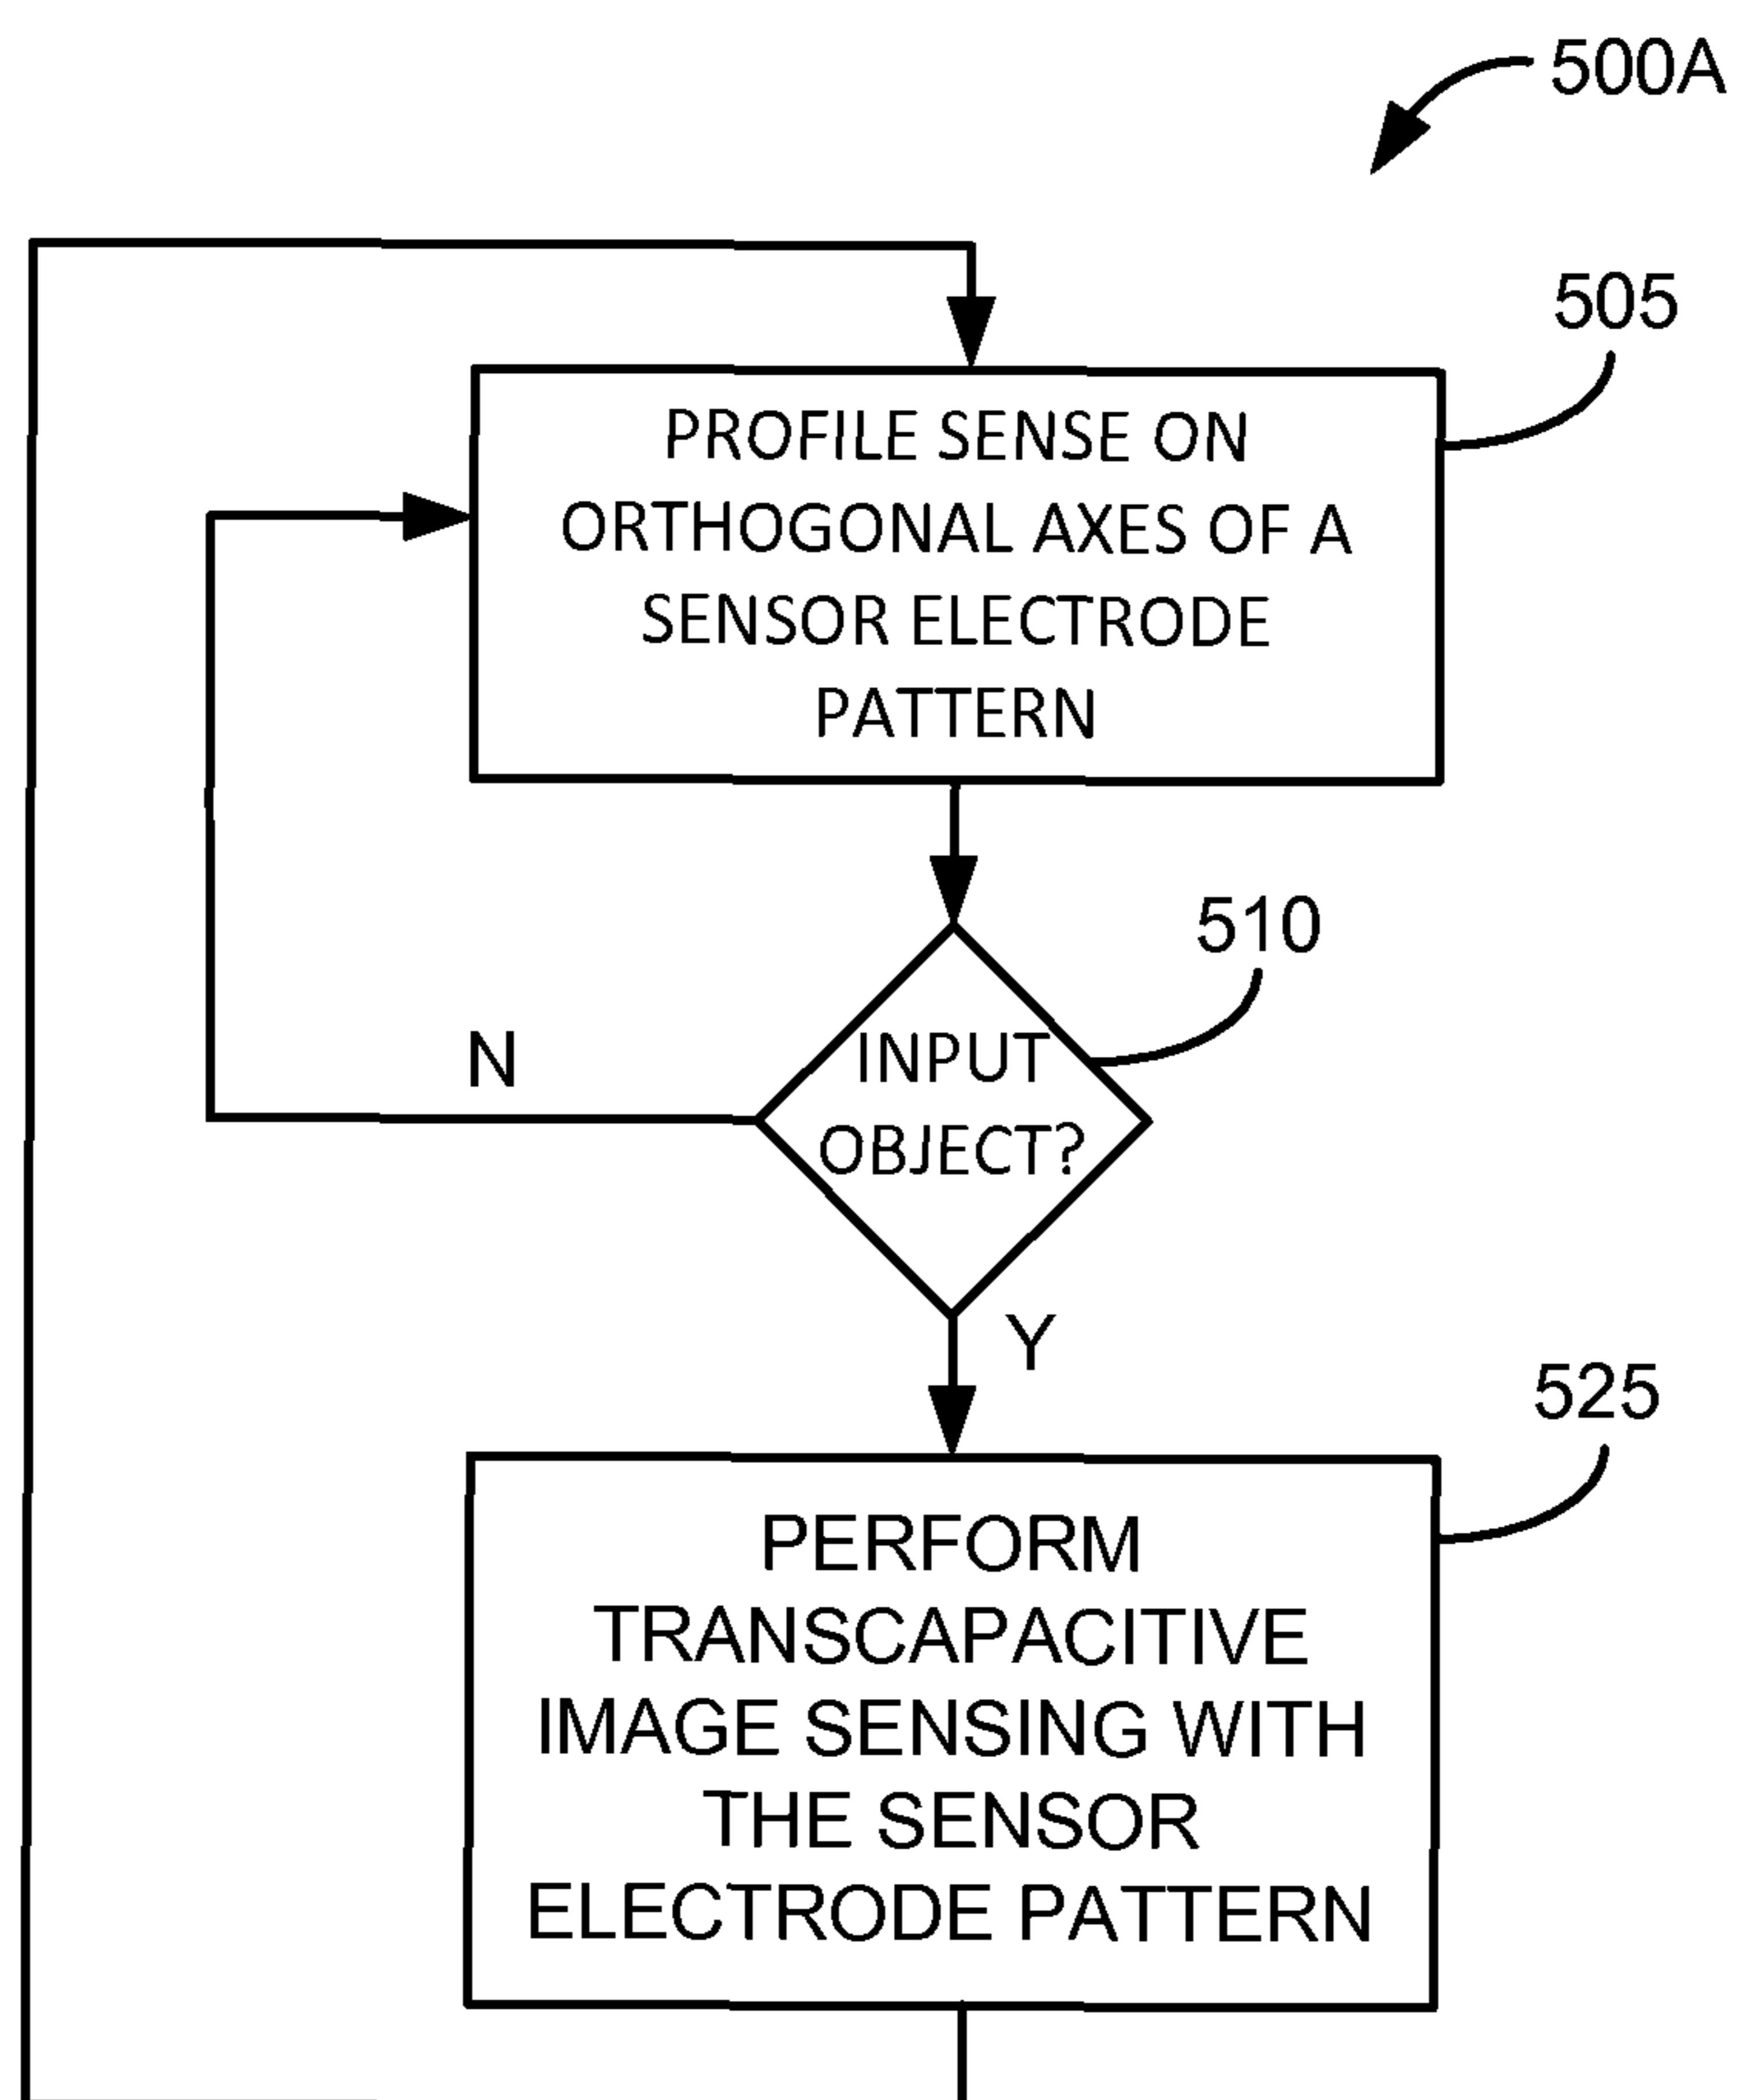 500A
505
PROFILE SENSE ON
ORTHOGONAL AXES OF A
SENSOR ELECTRODE
PATTERN
510
INPUT
OBJECT?
N
Y
525
PERFORM
TRANSCAPACITIVE
IMAGE SENSING WITH
THE SENSOR
ELECTRODE PATTERN